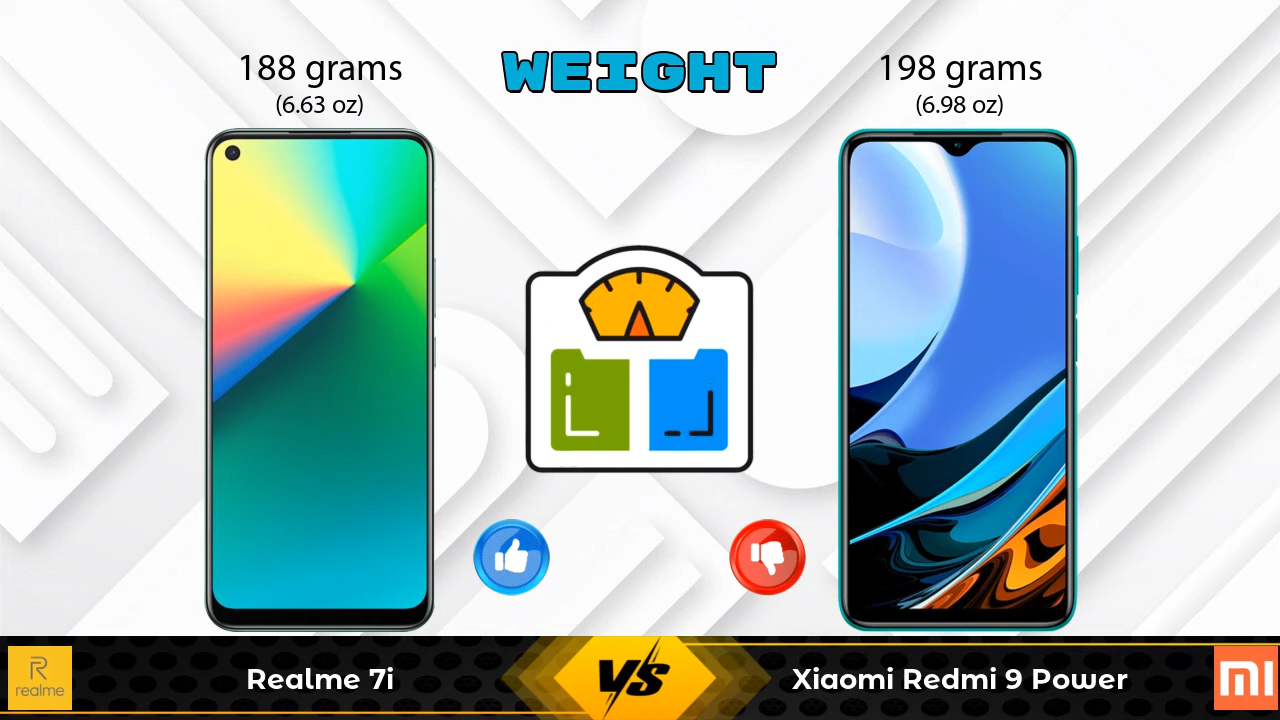 WEIGHT
188 grams
(6.63 oz)
198 grams
(6.98 oz)
R
realme
Realme 7i
VS
Xiaomi Redmi 9 Power
MI